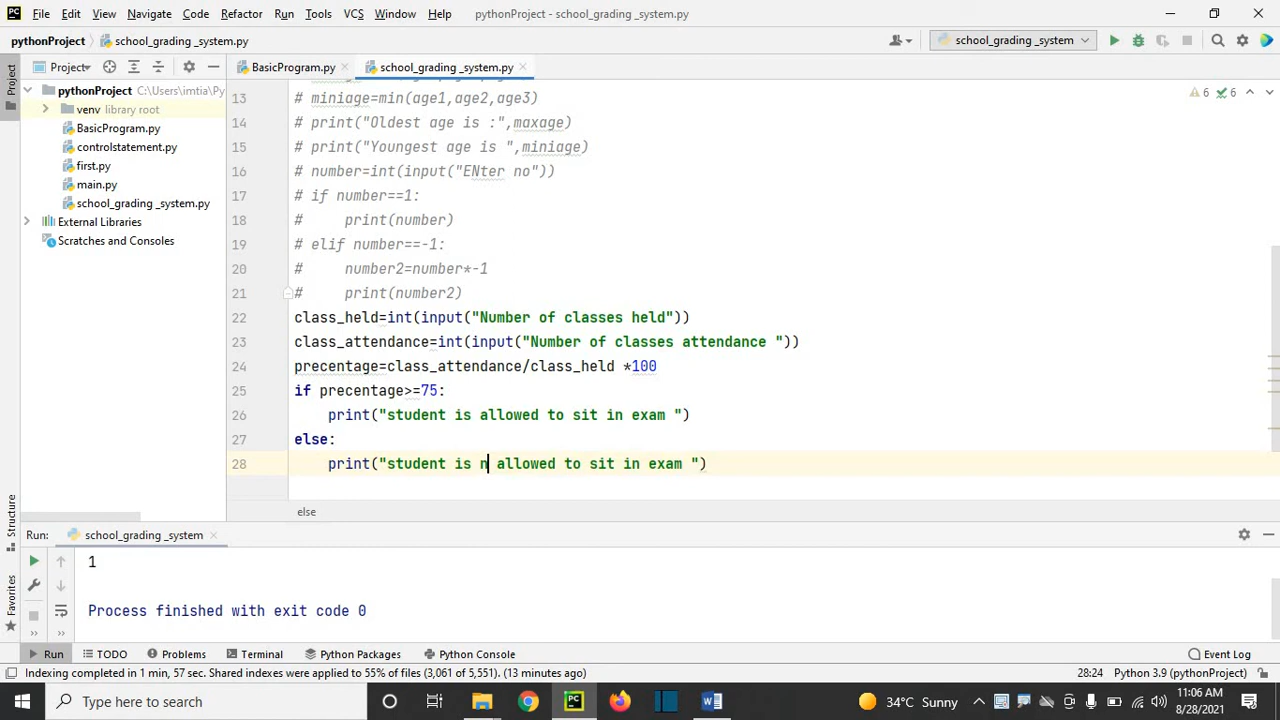 File Edit View Navigate Code Refactor Run Tools VCS Window Help pythonProject - school_grading _system.py
pythonProject school_grading _system.py school_grading _system
Project Project BasicProgram.py school_grading _system.py
pythonProject C:\Users\imtia\Py
venv library root
BasicProgram.py
controlstatement.py
first.py
main.py
school_grading _system.py
External Libraries
Scratches and Consoles
6 6
13 # miniage=min(age1,age2,age3)
14 # print("Oldest age is :",maxage)
15 # print("Youngest age is ",miniage)
16 # number=int(input("ENter no"))
17 # if number==1:
18 #     print(number)
19 # elif number==-1:
20 #     number2=number*-1
21 #     print(number2)
22 class_held=int(input("Number of classes held"))
23 class_attendance=int(input("Number of classes attendance "))
24 precentage=class_attendance/class_held *100
25 if precentage>=75:
26     print("student is allowed to sit in exam ")
27 else:
28     print("student is n allowed to sit in exam ")
else
Structure
Favorites
Run: school_grading _system
1
Process finished with exit code 0
Run TODO Problems Terminal Python Packages Python Console Event Log
Indexing completed in 1 min, 57 sec. Shared indexes were applied to 55% of files (3,061 of 5,551). (13 minutes ago) 28:24 Python 3.9 (pythonProject)
Type here to search 34°C Sunny 11:06 AM
8/28/2021